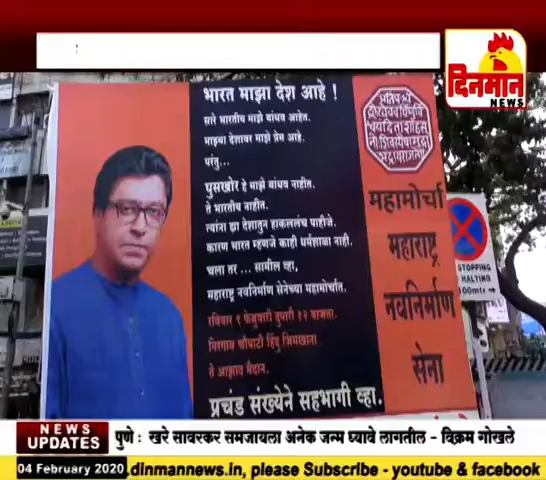 दिनमान
NEWS
भारत माझा देश आहे !
सारे भारतीय माझे बांधव आहेत.
माझ्या देशावर माझे प्रेम आहे.
परंतु...
घुसखोर हे माझे बांधव नाहीत.
ते भारतीय नाहीत.
त्यांना ह्या देशातुन हाकललंच पाहीजे.
कारण भारत म्हणजे काही धर्मशाळा नाही.
चला तर ... सामील व्हा,
महाराष्ट्र नवनिर्माण सेनेच्या महामोर्चात.
रविवार ९ फेब्रुवारी दुपारी १२ वाजता.
गिरगाव चौपाटी हिंदु जिमखाना
ते आझाद मैदान.
प्रचंड संख्येने सहभागी व्हा.
महामोर्चा
महाराष्ट्र
नवनिर्माण
सेना
STOPPING
HALTING
100mtr
NEWS
UPDATES
पुणे : खरे सावरकर समजायला अनेक जन्म घ्यावे लागतील - विक्रम गोखले
04 February 2020
dinmannews.in, please Subscribe - youtube & facebook